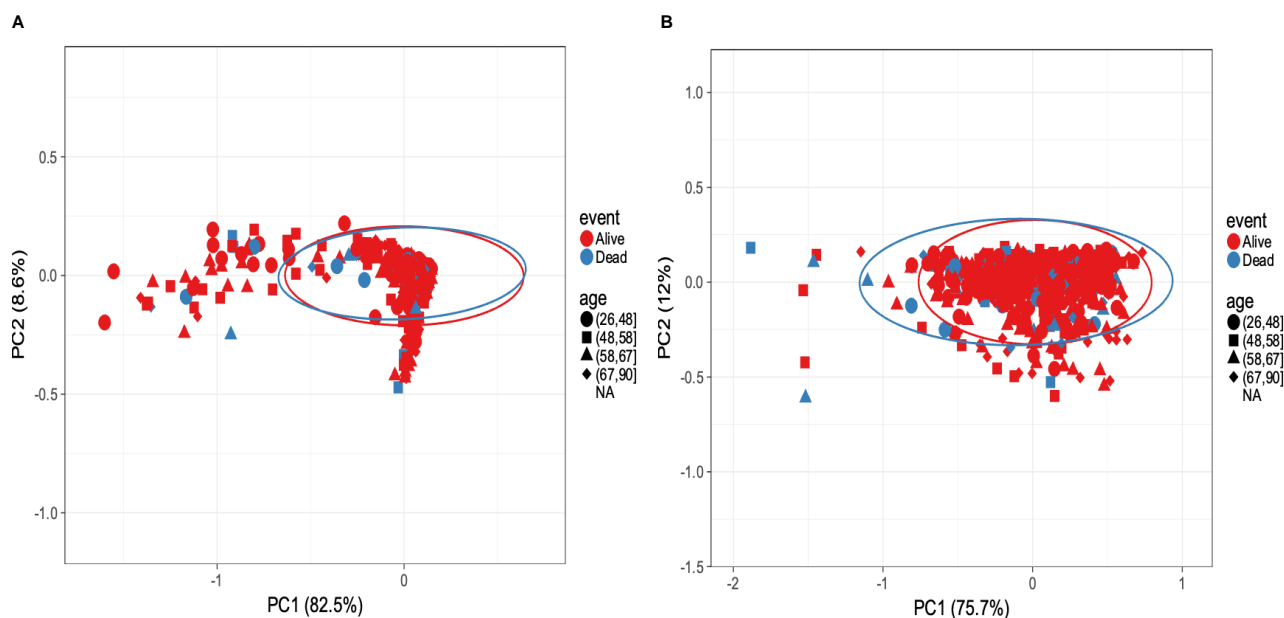 A
PC2 (8.6%)
0.5
0.0
-0.5
-1.0
-1
0
PC1 (82.5%)
event
Alive
Dead
age
(26,48]
(48,58]
(58,67]
(67,90]
NA
B
PC2 (12%)
1.0
0.5
0.0
-0.5
-1.0
-1.5
-2
-1
0
1
PC1 (75.7%)
event
Alive
Dead
age
(26,48]
(48,58]
(58,67]
(67,90]
NA